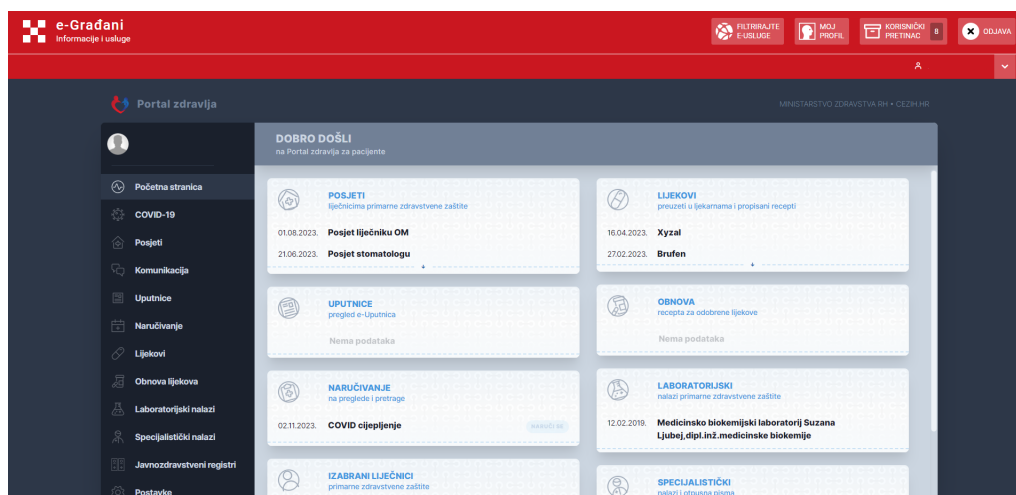 e-Građani
Informacije i usluge
FILTRIRAJTE
E-USLUGE
MOJ
PROFIL
KORISNIČKI
PRETINAC
8
ODJAVA
Portal zdravlja
MINISTARSTVO ZDRAVSTVA RH • CEZIH.HR
DOBRO DOŠLI
na Portal zdravlja za pacijente
Početna stranica
COVID-19
Posjeti
Komunikacija
Uputnice
Naručivanje
Lijekovi
Obnova lijekova
Laboratorijski nalazi
Specijalistički nalazi
Javnozdravstveni registri
Postavke
POSJETI
liječnicima primarne zdravstvene zaštite
01.08.2023. Posjet liječniku OM
21.06.2023. Posjet stomatologu
UPUTNICE
pregled e-Uputnica
Nema podataka
NARUČIVANJE
na preglede i pretrage
02.11.2023. COVID cijepljenje
NARUČI SE
IZABRANI LIJEČNICI
primarne zdravstvene zaštite
LIJEKOVI
preuzeti u ljekarnama i propisani recepti
16.04.2023. Xyzal
27.02.2023. Brufen
OBNOVA
recepta za odobrene lijekove
Nema podataka
LABORATORIJSKI
nalazi primarne zdravstvene zaštite
12.02.2019. Medicinsko biokemijski laboratorij Suzana
Ljubej,dipl.inž.medicinske biokemije
SPECIJALISTIČKI
nalazi i otpusna pisma